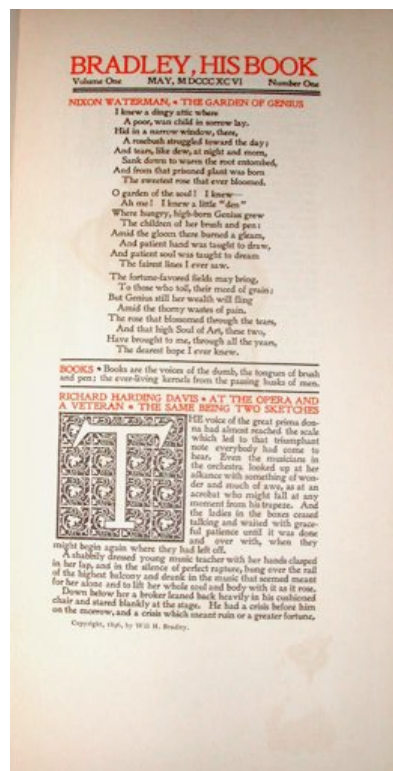 BRADLEY, HIS BOOK
Volume One MAY, MDCCCXCVI Number One
NIXON WATERMAN, • THE GARDEN OF GENIUS
I knew a dingy attic where
A poor, wan child in sorrow lay.
Hid in a narrow window, there,
A rosebush struggled toward the day;
And tears, like dew, at night and morn,
Sank down to warm the root entombed,
And from that prisoned plant was born
The sweetest rose that ever bloomed.
O garden of the soul! I knew—
Ah me! I knew a little "den"
Where hungry, high-born Genius grew
The children of her brush and pen:
Amid the gloom there burned a gleam,
And patient hand was taught to draw,
And patient soul was taught to dream
The fairest lines I ever saw.
The fortune-favored fields may bring,
To those who toil, their meed of grain;
But Genius still her wealth will fling
Amid the thorny wastes of pain.
The rose that blossomed through the tears,
And that high Soul of Art, these two,
Have brought to me, through all the years,
The dearest hope I ever knew.
BOOKS • Books are the voices of the dumb, the tongues of brush
and pen; the ever-living kernels from the passing husks of men.
RICHARD HARDING DAVIS • AT THE OPERA AND
A VETERAN • THE SAME BEING TWO SKETCHES
THE voice of the great prima don-
na had almost reached the scale
which led to that triumphant
note everybody had come to
hear. Even the musicians in
the orchestra looked up at her
askance with something of won-
der and much of awe, as at an
acrobat who might fall at any
moment from his trapeze. And
the ladies in the boxes ceased
talking and waited with grace-
ful patience until it was done
and over with, when they
might begin again where they had left off.
A shabbily dressed young music teacher with her hands clasped
in her lap, and in the silence of perfect rapture, hung over the rail
of the highest balcony and drank in the music that seemed meant
for her alone and to lift her whole soul and body with it as it rose.
Down below her a broker leaned back heavily in his cushioned
chair and stared blankly at the stage. He had a crisis before him
on the morrow, and a crisis which meant ruin or a greater fortune.
Copyright, 1896, by Will H. Bradley.